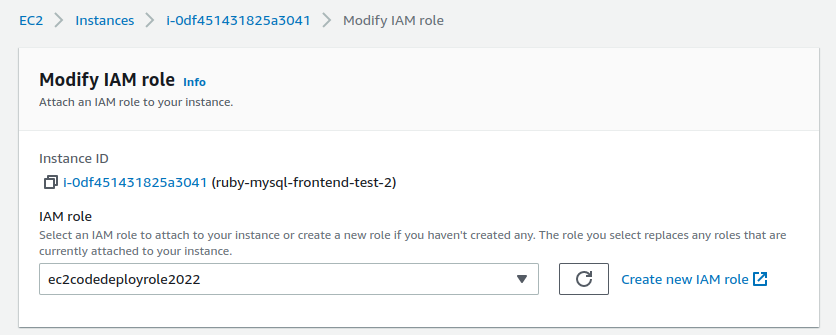 EC2 > Instances > i-0df451431825a3041 > Modify IAM role
Modify IAM role Info
Attach an IAM role to your instance.
Instance ID
i-0df451431825a3041 (ruby-mysql-frontend-test-2)
IAM role
Select an IAM role to attach to your instance or create a new role if you haven't created any. The role you select replaces any roles that are
currently attached to your instance.
ec2codedeployrole2022 Create new IAM role